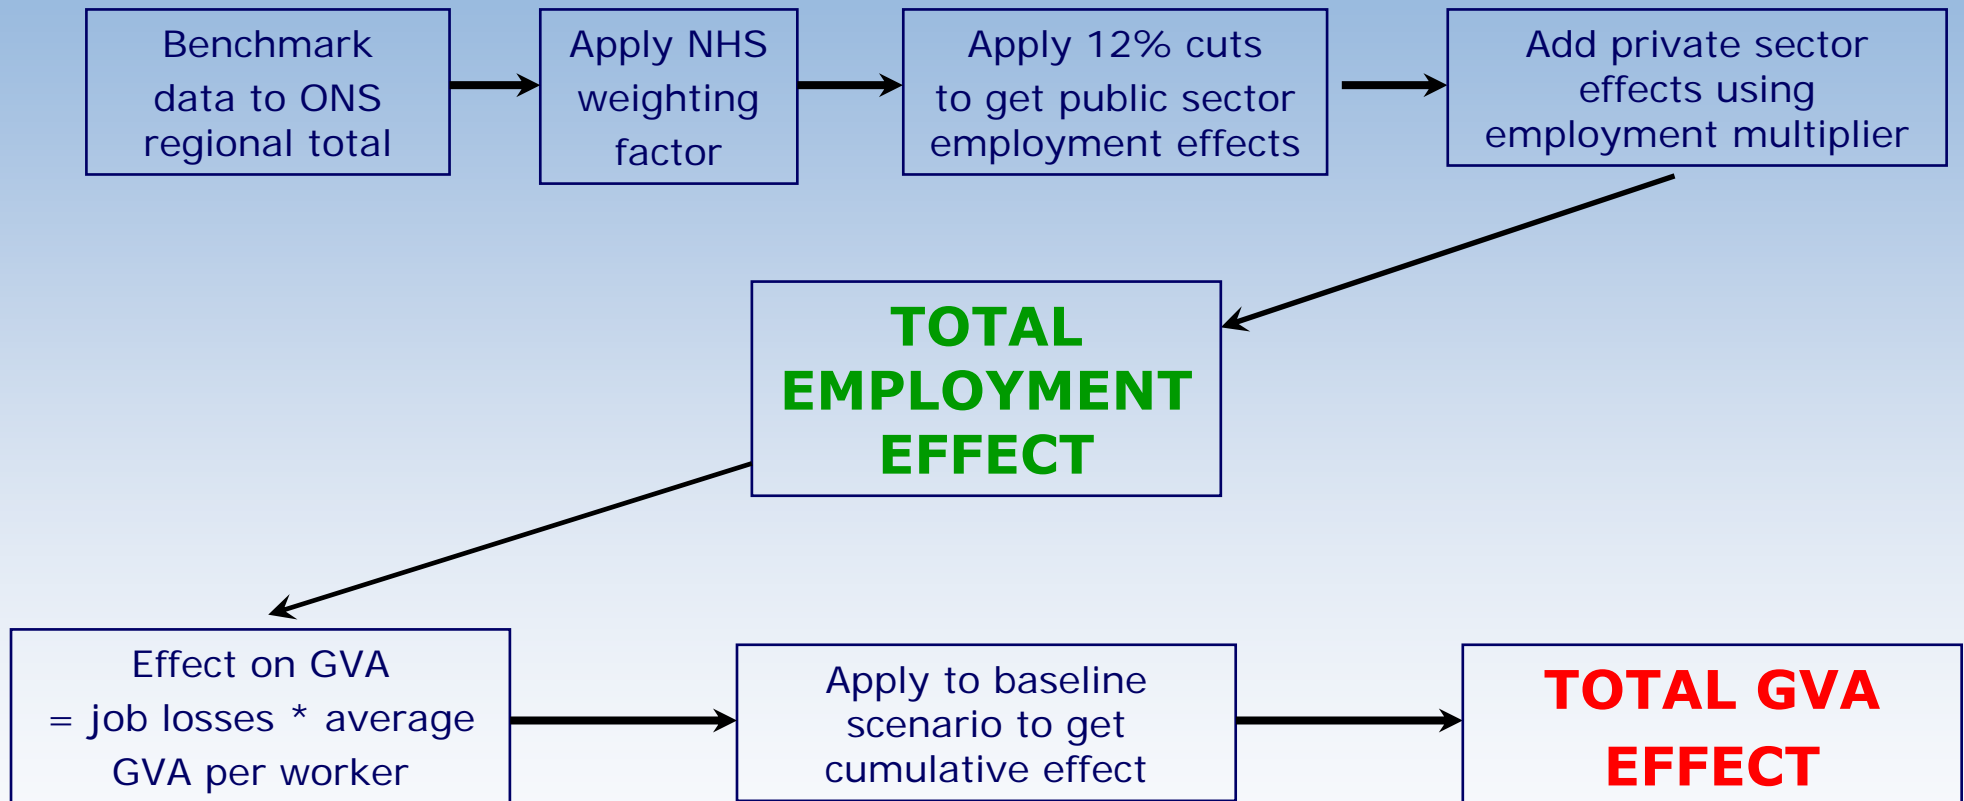 Benchmark
data to ONS
regional total
Apply NHS
weighting
factor
Apply 12% cuts
to get public sector
employment effects
Add private sector
effects using
employment multiplier
TOTAL
EMPLOYMENT
EFFECT
Effect on GVA
= job losses * average
GVA per worker
Apply to baseline
scenario to get
cumulative effect
TOTAL GVA
EFFECT